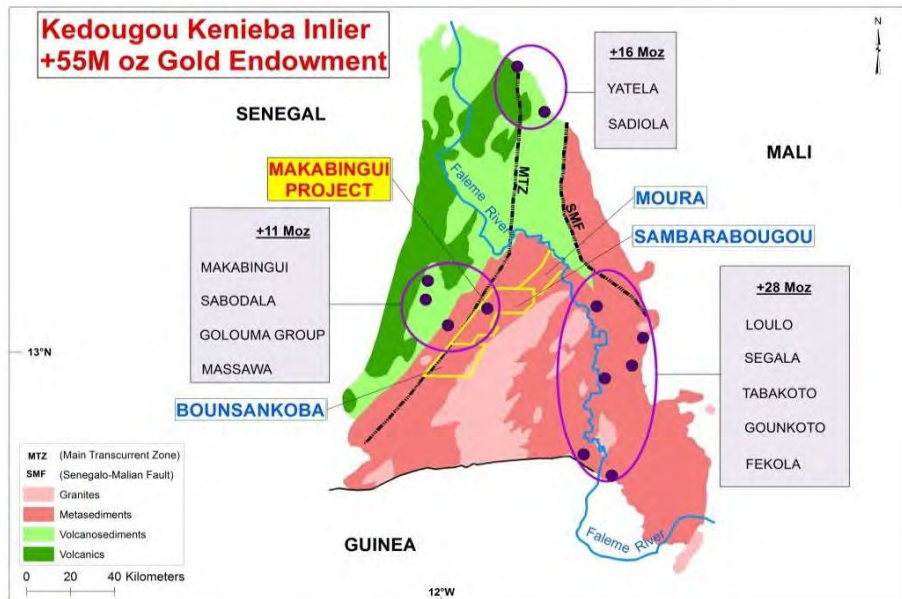 Kedougou Kenieba Inlier
+55M oz Gold Endowment
N
SENEGAL
+16 Moz
YATELA
SADIOLA
MALI
MAKABINGUI
PROJECT
Faleme River
MTZ
SMF
MOURA
SAMBARABOUGOU
+11 Moz
MAKABINGUI
SABODALA
GOLOUMA GROUP
MASSAWA
+28 Moz
LOULO
SEGALA
TABAKOTO
GOUNKOTO
FEKOLA
13°N
BOUNSANKOBA
MTZ (Main Transcurrent Zone)
SMF (Senegalo-Malian Fault)
Granites
Metasediments
Volcanosediments
Volcanics
0 20 40 Kilometers
GUINEA
Faleme River
12°W